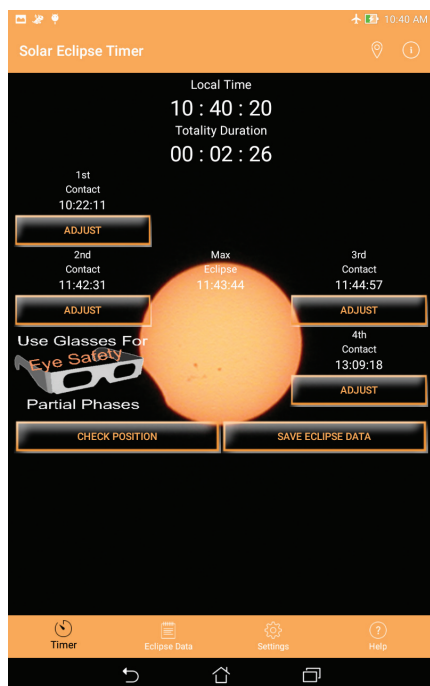 10:40 AM
Solar Eclipse Timer
Local Time
10 : 40 : 20
Totality Duration
00 : 02 : 26
1st
Contact
10:22:11
ADJUST
2nd
Contact
11:42:31
ADJUST
Max
Eclipse
11:43:44
3rd
Contact
11:44:57
ADJUST
Use Glasses For
Eye Safety
Partial Phases
4th
Contact
13:09:18
ADJUST
CHECK POSITION
SAVE ECLIPSE DATA
Timer
Eclipse Data
Settings
Help